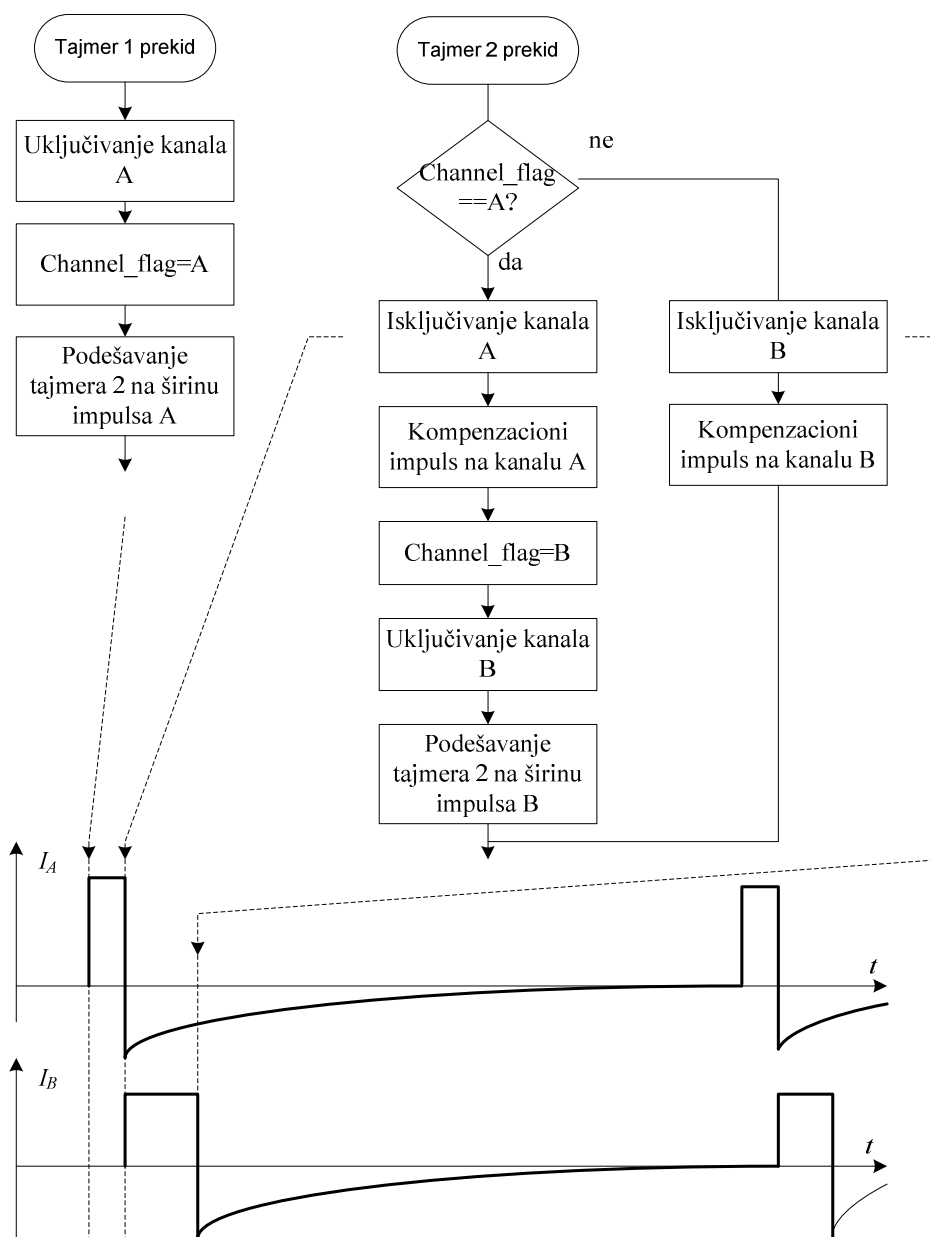 Tajmer 1 prekid
Uključivanje kanala
A
Channel_flag=A
Podešavanje
tajmera 2 na širinu
impulsa A
Tajmer 2 prekid
Channel_flag
==A?
ne
da
Isključivanje kanala
A
Kompenzacioni
impuls na kanalu A
Channel_flag=B
Uključivanje kanala
B
Podešavanje
tajmera 2 na širinu
impulsa B
Isključivanje kanala
B
Kompenzacioni
impuls na kanalu B
I_A
t
I_B
t